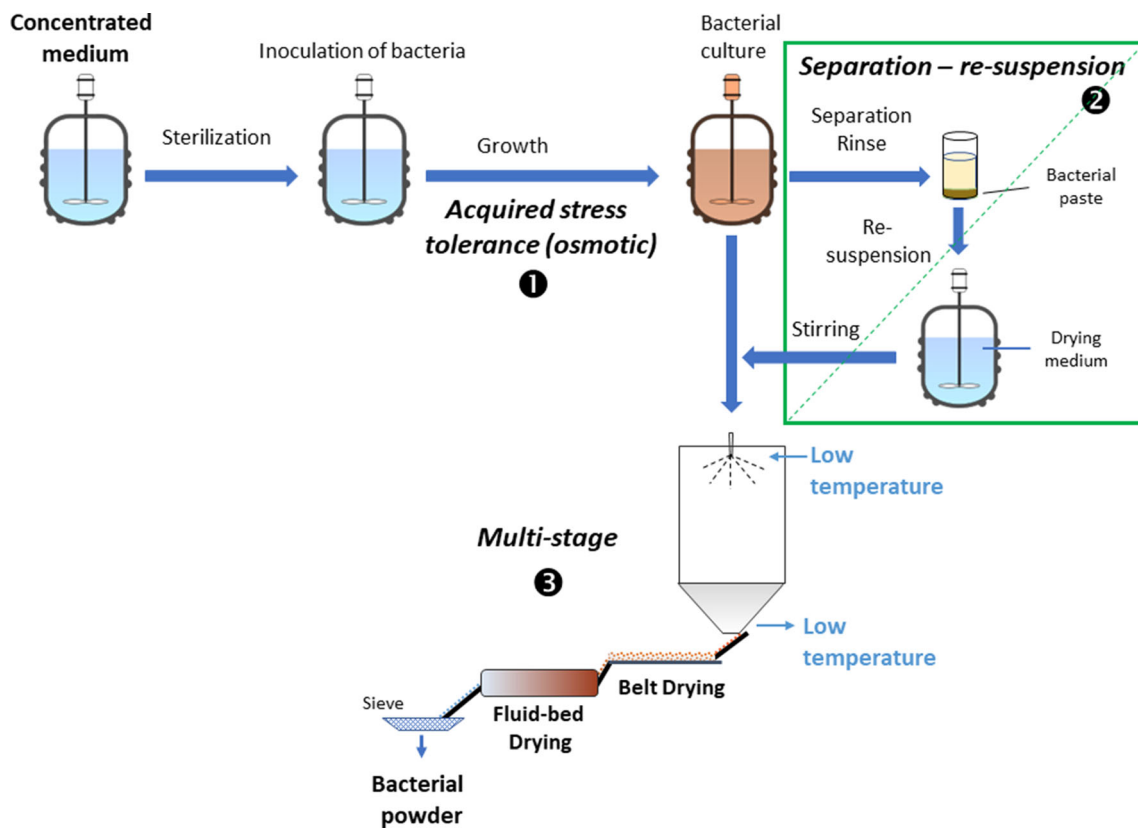 Concentrated
medium
Inoculation of bacteria
Bacterial
culture
Sterilization
Growth
Acquired stress
tolerance (osmotic)
❶
Separation – re-suspension
❷
Separation
Rinse
Bacterial
paste
Re-
suspension
Stirring
Drying
medium
Low
temperature
Multi-stage
❸
Low
temperature
Belt Drying
Fluid-bed
Drying
Sieve
Bacterial
powder